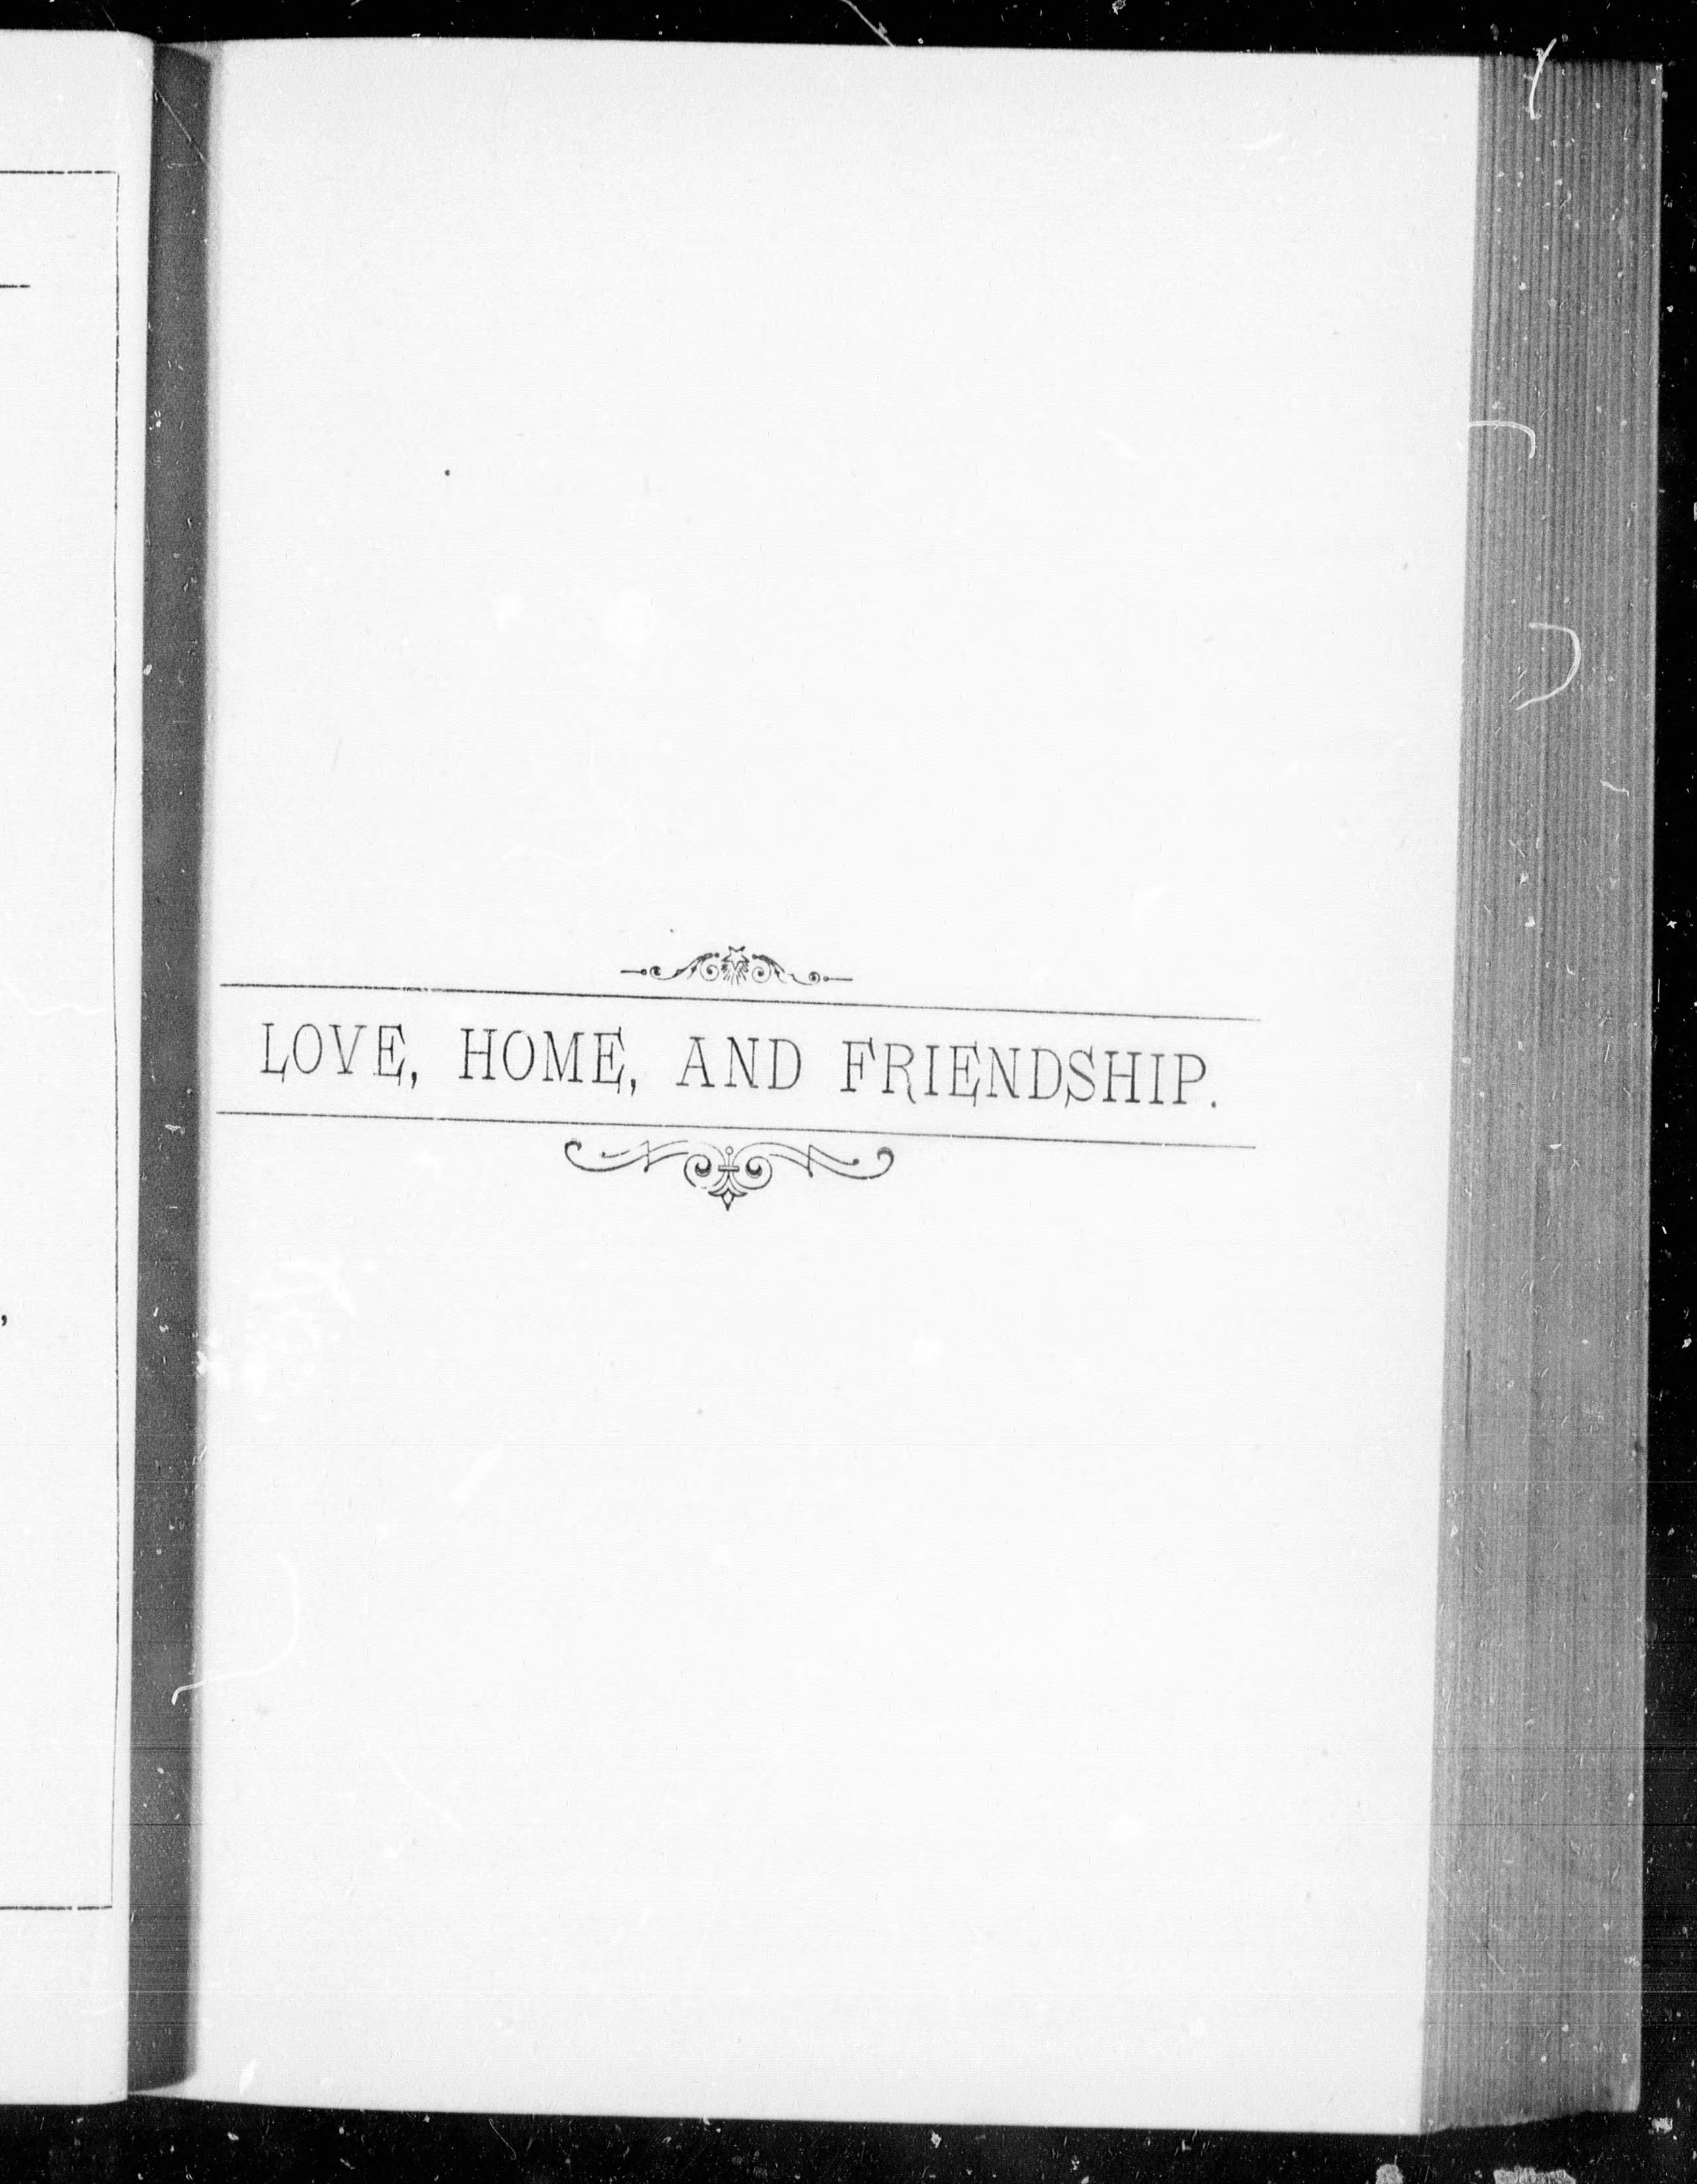 LOVE, HOME, AND FRIENDSHIP.